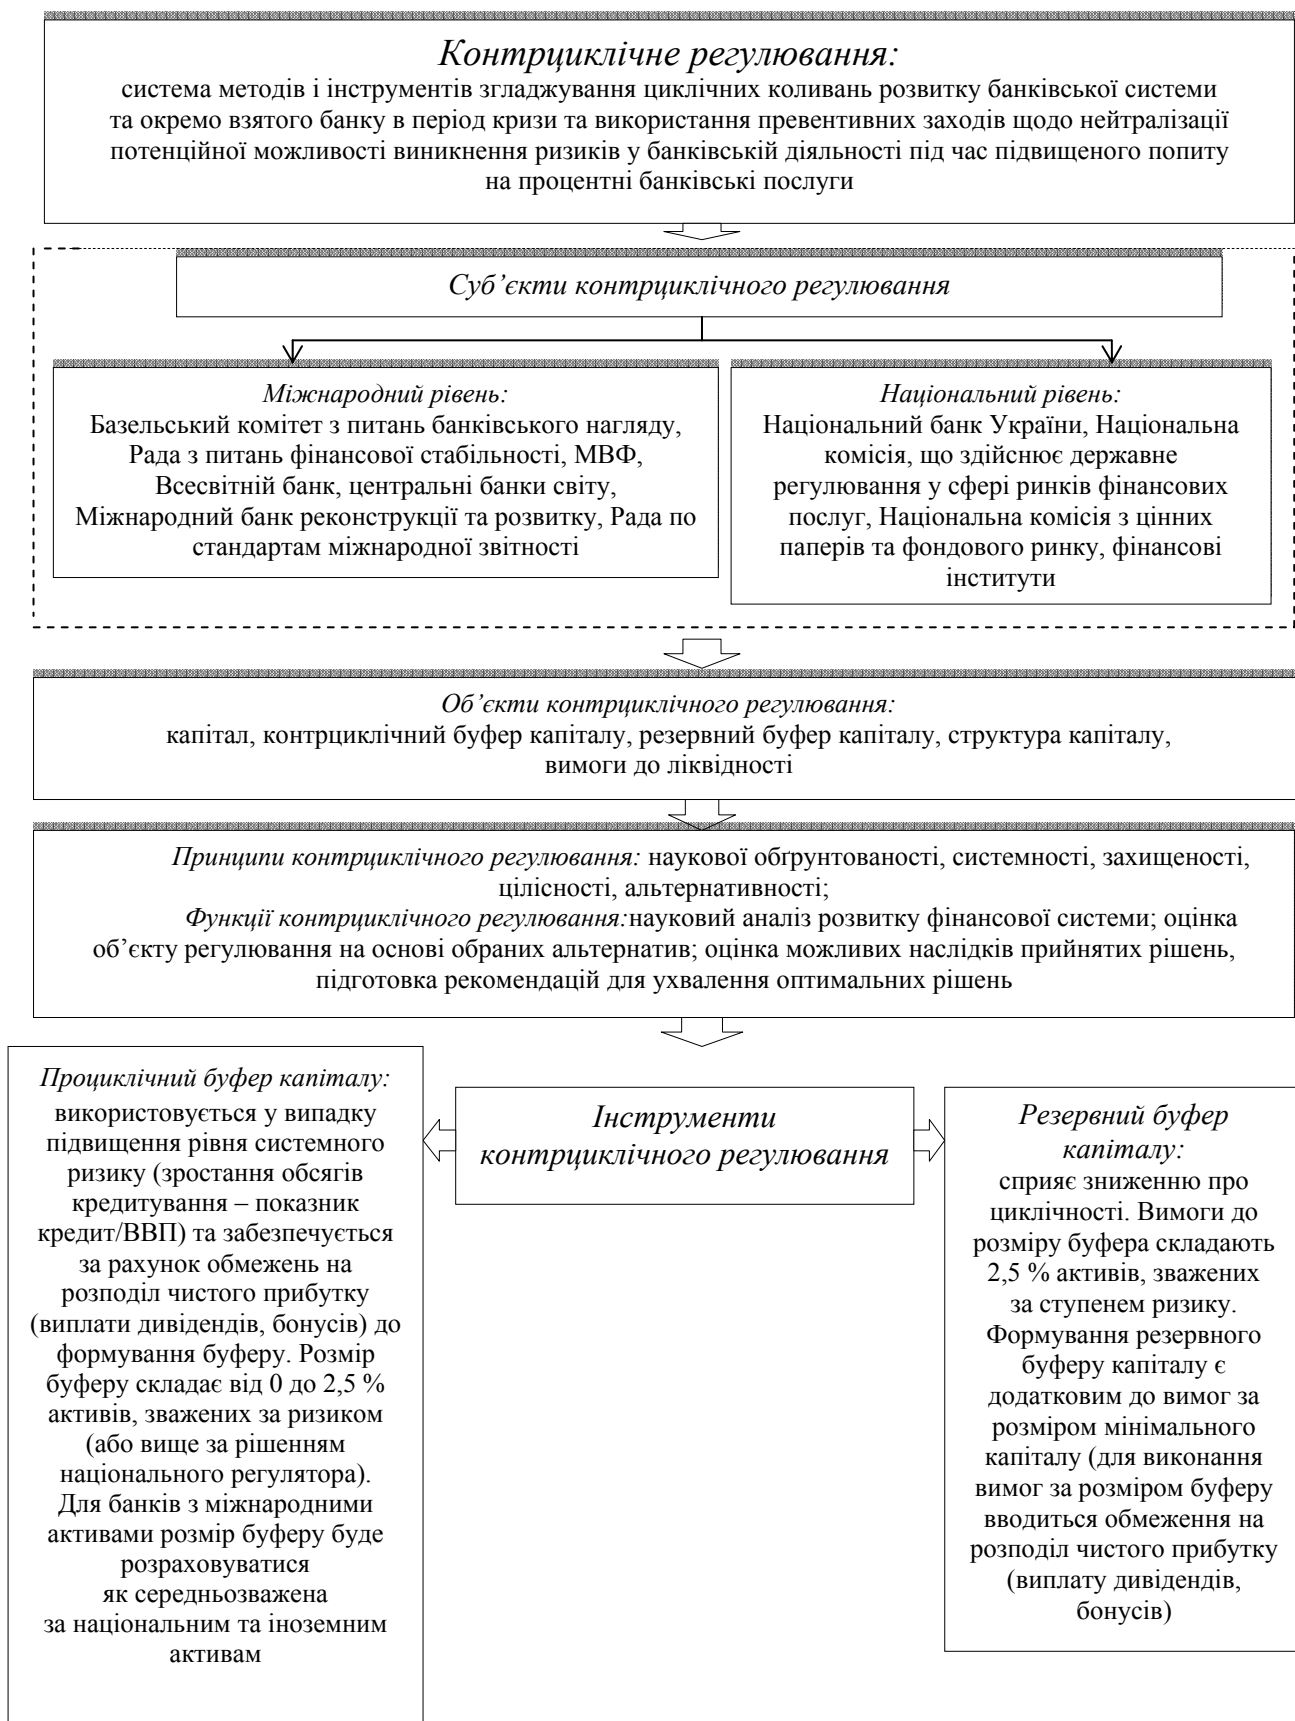 Контрциклічне регулювання:
система методів і інструментів згладжування циклічних коливань розвитку банківської системи
та окремо взятого банку в період кризи та використання превентивних заходів щодо нейтралізації
потенційної можливості виникнення ризиків у банківській діяльності під час підвищеного попиту
на процентні банківські послуги
Суб’єкти контрциклічного регулювання
Міжнародний рівень:
Базельський комітет з питань банківського нагляду,
Рада з питань фінансової стабільності, МВФ,
Всесвітній банк, центральні банки світу,
Міжнародний банк реконструкції та розвитку, Рада по
стандартам міжнародної звітності
Національний рівень:
Національний банк України, Національна
комісія, що здійснює державне
регулювання у сфері ринків фінансових
послуг, Національна комісія з цінних
паперів та фондового ринку, фінансові
інститути
Об’єкти контрциклічного регулювання:
капітал, контрциклічний буфер капіталу, резервний буфер капіталу, структура капіталу,
вимоги до ліквідності
Принципи контрциклічного регулювання: наукової обґрунтованості, системності, захищеності,
цілісності, альтернативності;
Функції контрциклічного регулювання:науковий аналіз розвитку фінансової системи; оцінка
об’єкту регулювання на основі обраних альтернатив; оцінка можливих наслідків прийнятих рішень,
підготовка рекомендацій для ухвалення оптимальних рішень
Проциклічний буфер капіталу:
використовується у випадку
підвищення рівня системного
ризику (зростання обсягів
кредитування – показник
кредит/ВВП) та забезпечується
за рахунок обмежень на
розподіл чистого прибутку
(виплати дивідендів, бонусів) до
формування буферу. Розмір
буферу складає від 0 до 2,5 %
активів, зважених за ризиком
(або вище за рішенням
національного регулятора).
Для банків з міжнародними
активами розмір буферу буде
розраховуватися
як середньозважена
за національним та іноземним
активам
Інструменти
контрциклічного регулювання
Резервний буфер
капіталу:
сприяє зниженню про
циклічності. Вимоги до
розміру буфера складають
2,5 % активів, зважених
за ступенем ризику.
Формування резервного
буферу капіталу є
додатковим до вимог за
розміром мінімального
капіталу (для виконання
вимог за розміром буферу
вводиться обмеження на
розподіл чистого прибутку
(виплату дивідендів,
бонусів)